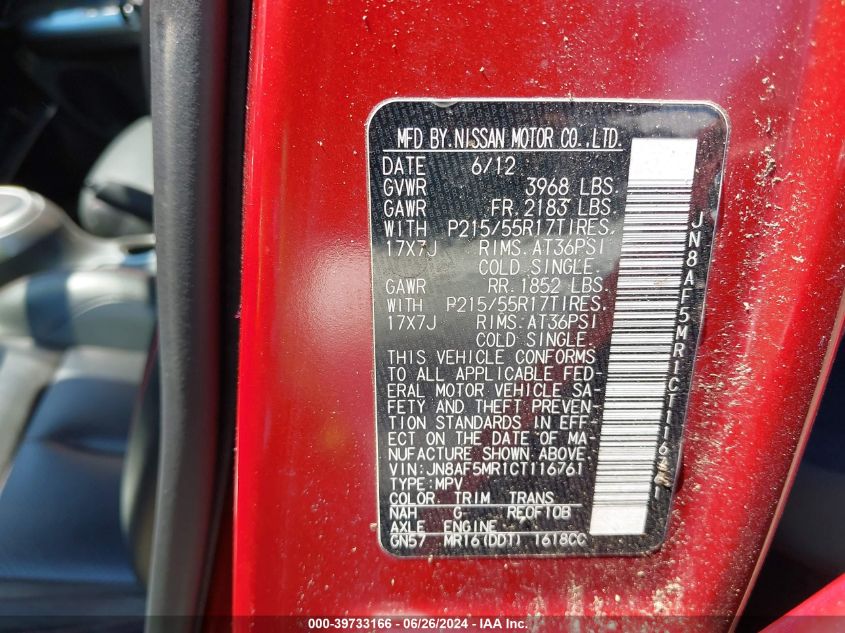 MFD BY.NISSAN MOTOR CO.,LTD.
DATE 6/12
GVWR 3968 LBS.
GAWR FR.2183 LBS.
WITH P215/55R17TIRES.
17X7J RIMS.AT36PSI
COLD SINGLE.
GAWR RR.1852 LBS.
WITH P215/55R17TIRES.
17X7J RIMS.AT36PSI
COLD SINGLE.
THIS VEHICLE CONFORMS
TO ALL APPLICABLE FED-
ERAL MOTOR VEHICLE SA-
FETY AND THEFT PREVEN-
TION STANDARDS IN EFF-
ECT ON THE DATE OF MA-
NUFACTURE SHOWN ABOVE.
VIN:JN8AF5MR1CT116761
TYPE:MPV
COLOR TRIM TRANS
NAH G REOF10B
AXLE ENGINE
GN57 MR16(DDT) 1618CC
JN8AF5MR1CT116761
000-39733166 - 06/26/2024 - IAA Inc.